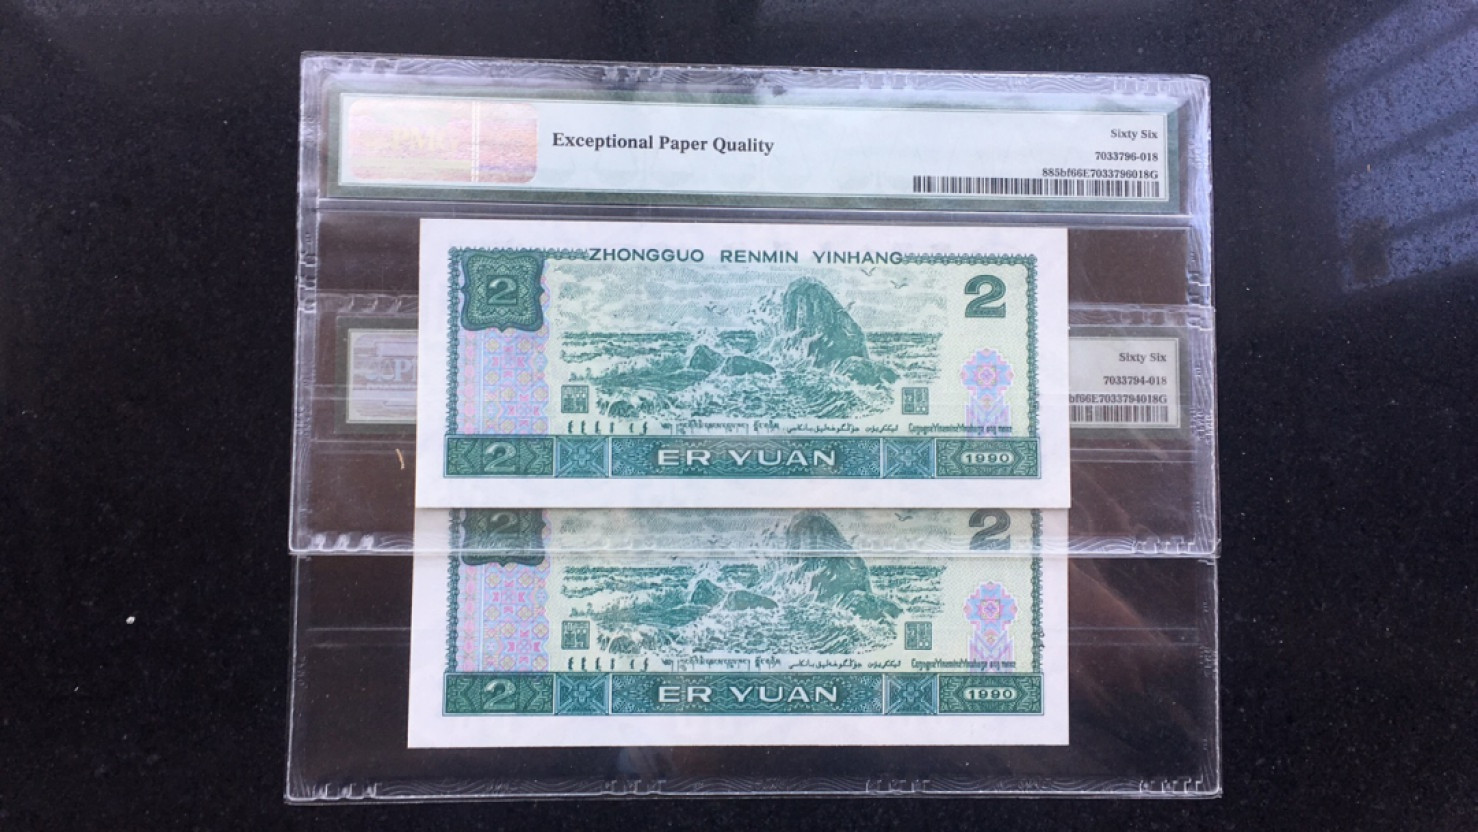 Exceptional Paper Quality
Sixty Six
7033796-018
885bf66E7033796018G
ZHONGGUO RENMIN YINHANG
2
2
Sixty Six
7033794-018
bf66E7033794018G
2
ER YUAN
1990
2
2
2
ER YUAN
1990